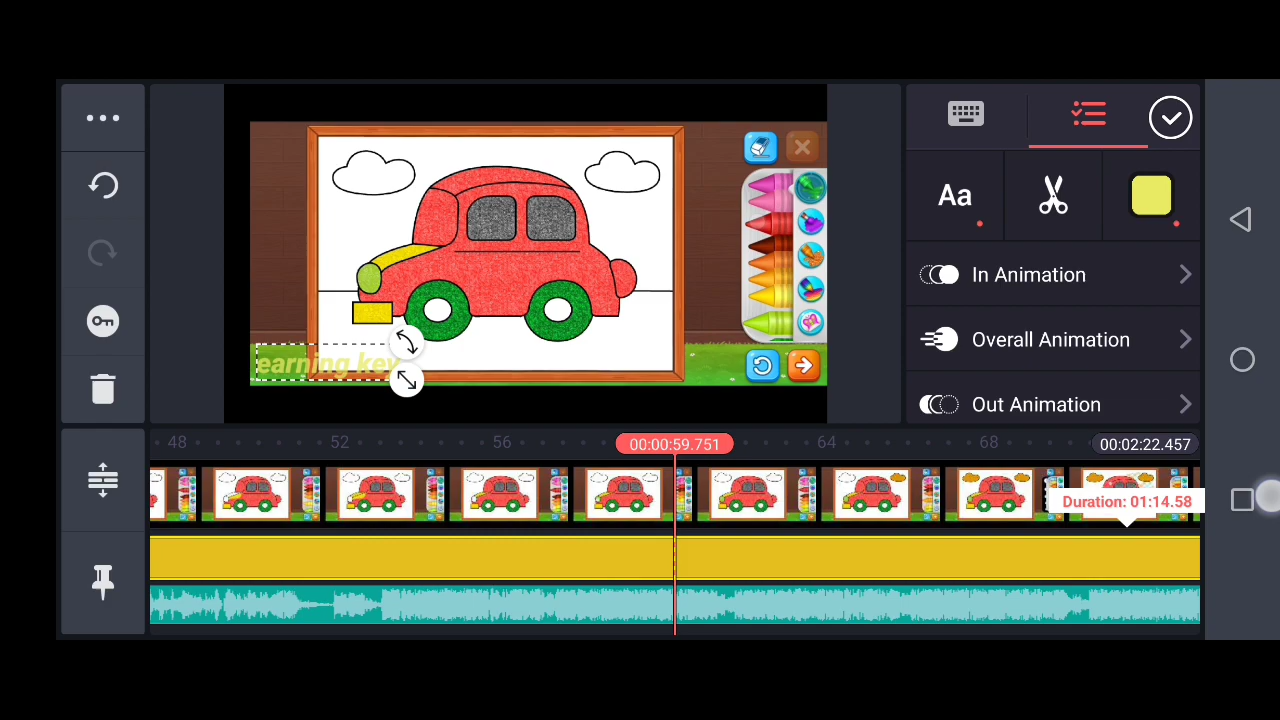 Aa
In Animation
Overall Animation
earning key
Out Animation
48 52 56 00:00:59.751 64 68 00:02:22.457
Duration: 01:14.58